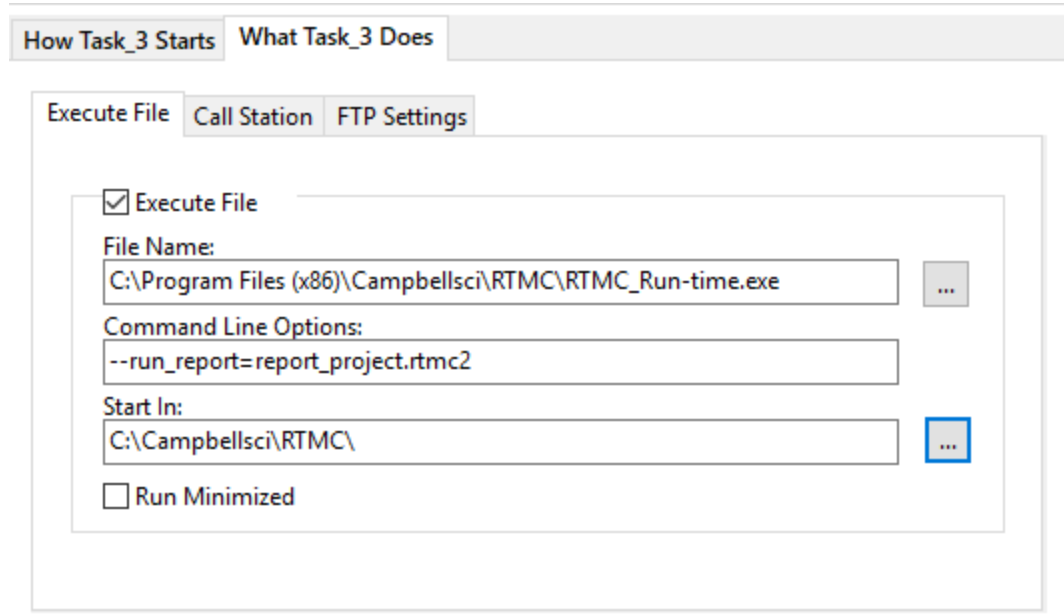 How Task_3 Starts What Task_3 Does
Execute File Call Station FTP Settings
Execute File
File Name:
C:\Program Files (x86)\Campbellsci\RTMC\RTMC_Run-time.exe ...
Command Line Options:
--run_report=report_project.rtmc2
Start In:
C:\Campbellsci\RTMC\ ...
Run Minimized